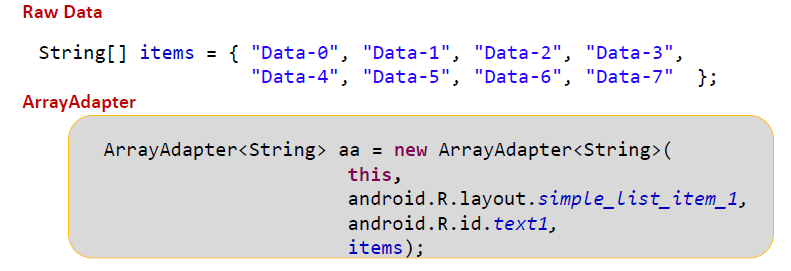 Raw Data
String[] items = { "Data-0", "Data-1", "Data-2", "Data-3",
"Data-4", "Data-5", "Data-6", "Data-7" };
ArrayAdapter
ArrayAdapter<String> aa = new ArrayAdapter<String>(
this,
android.R.layout.simple_list_item_1,
android.R.id.text1,
items);